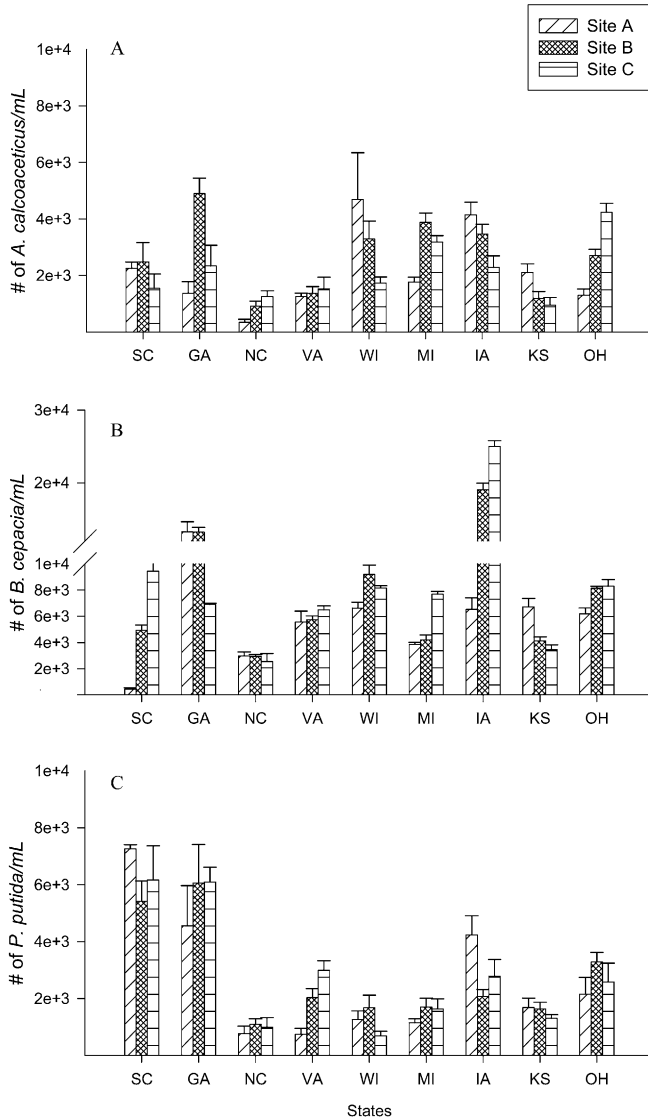 Site A
Site B
Site C
A
# of A. calcoaceticus/mL
1e+4
8e+3
6e+3
4e+3
2e+3
SC GA NC VA WI MI IA KS OH
B
# of B. cepacia/mL
3e+4
2e+4
1e+4
8e+3
6e+3
4e+3
2e+3
SC GA NC VA WI MI IA KS OH
C
# of P. putida/mL
1e+4
8e+3
6e+3
4e+3
2e+3
SC GA NC VA WI MI IA KS OH
States